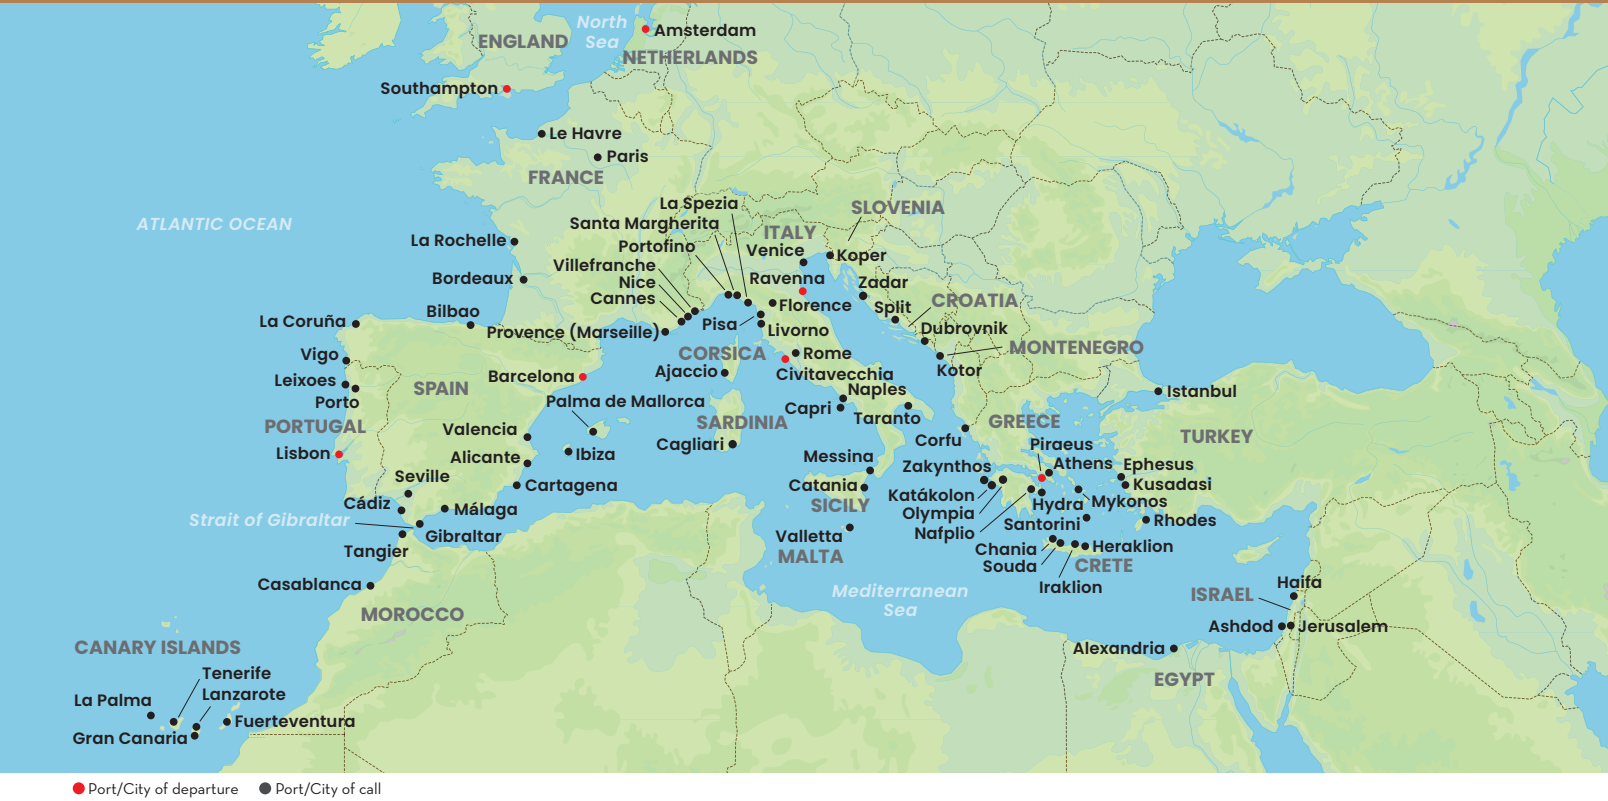 North
Sea
Amsterdam
ENGLAND
NETHERLANDS
Southampton
Le Havre
Paris
FRANCE
La Spezia
SLOVENIA
Santa Margherita
ATLANTIC OCEAN
ITALY
La Rochelle
Portofino
Venice
Koper
Villefranche
Bordeaux
Nice
Ravenna
Zadar
Cannes
CROATIA
Florence
Split
Bilbao
La Coruña
Pisa
Livorno
Dubrovnik
Provence (Marseille)
MONTENEGRO
Vigo
CORSICA
Rome
Ajaccio
Kotor
Civitavecchia
Leixoes
Barcelona
SPAIN
Naples
Istanbul
Porto
Palma de Mallorca
Capri
Taranto
SARDINIA
GREECE
PORTUGAL
Valencia
TURKEY
Corfu
Piraeus
Cagliari
Lisbon
Ibiza
Alicante
Messina
Zakynthos
Athens
Ephesus
Seville
Cartagena
Catania
Kusadasi
Katákolon
Cádiz
SICILY
Hydra
Mykonos
Málaga
Olympia
Strait of Gibraltar
Santorini
Rhodes
Nafplio
Gibraltar
Valletta
Tangier
Chania
Heraklion
MALTA
Souda
CRETE
Casablanca
Iraklion
Haifa
Mediterranean
Sea
ISRAEL
MOROCCO
Ashdod
Jerusalem
CANARY ISLANDS
Alexandria
Tenerife
EGYPT
Lanzarote
La Palma
Fuerteventura
Gran Canaria
Port/City of departure
Port/City of call